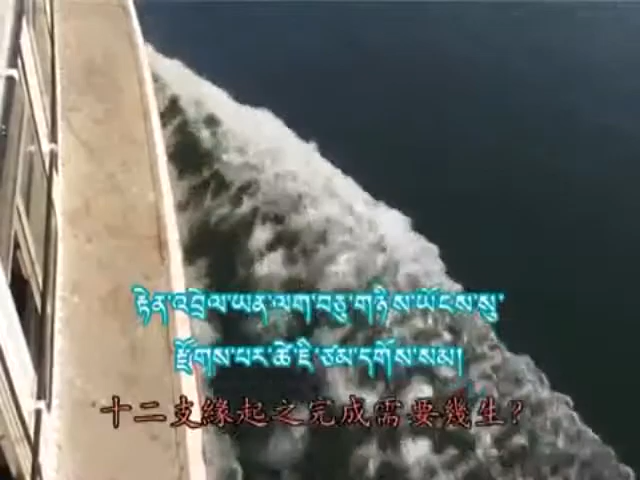 རྟེན་འབྲེལ་ཡན་ལག་བཅུ་གཉིས་ཡོངས་སུ་
རྫོགས་པར་ཚེ་ཇི་ཙམ་དགོས་སམ།
十二支緣起之完成需要幾生？